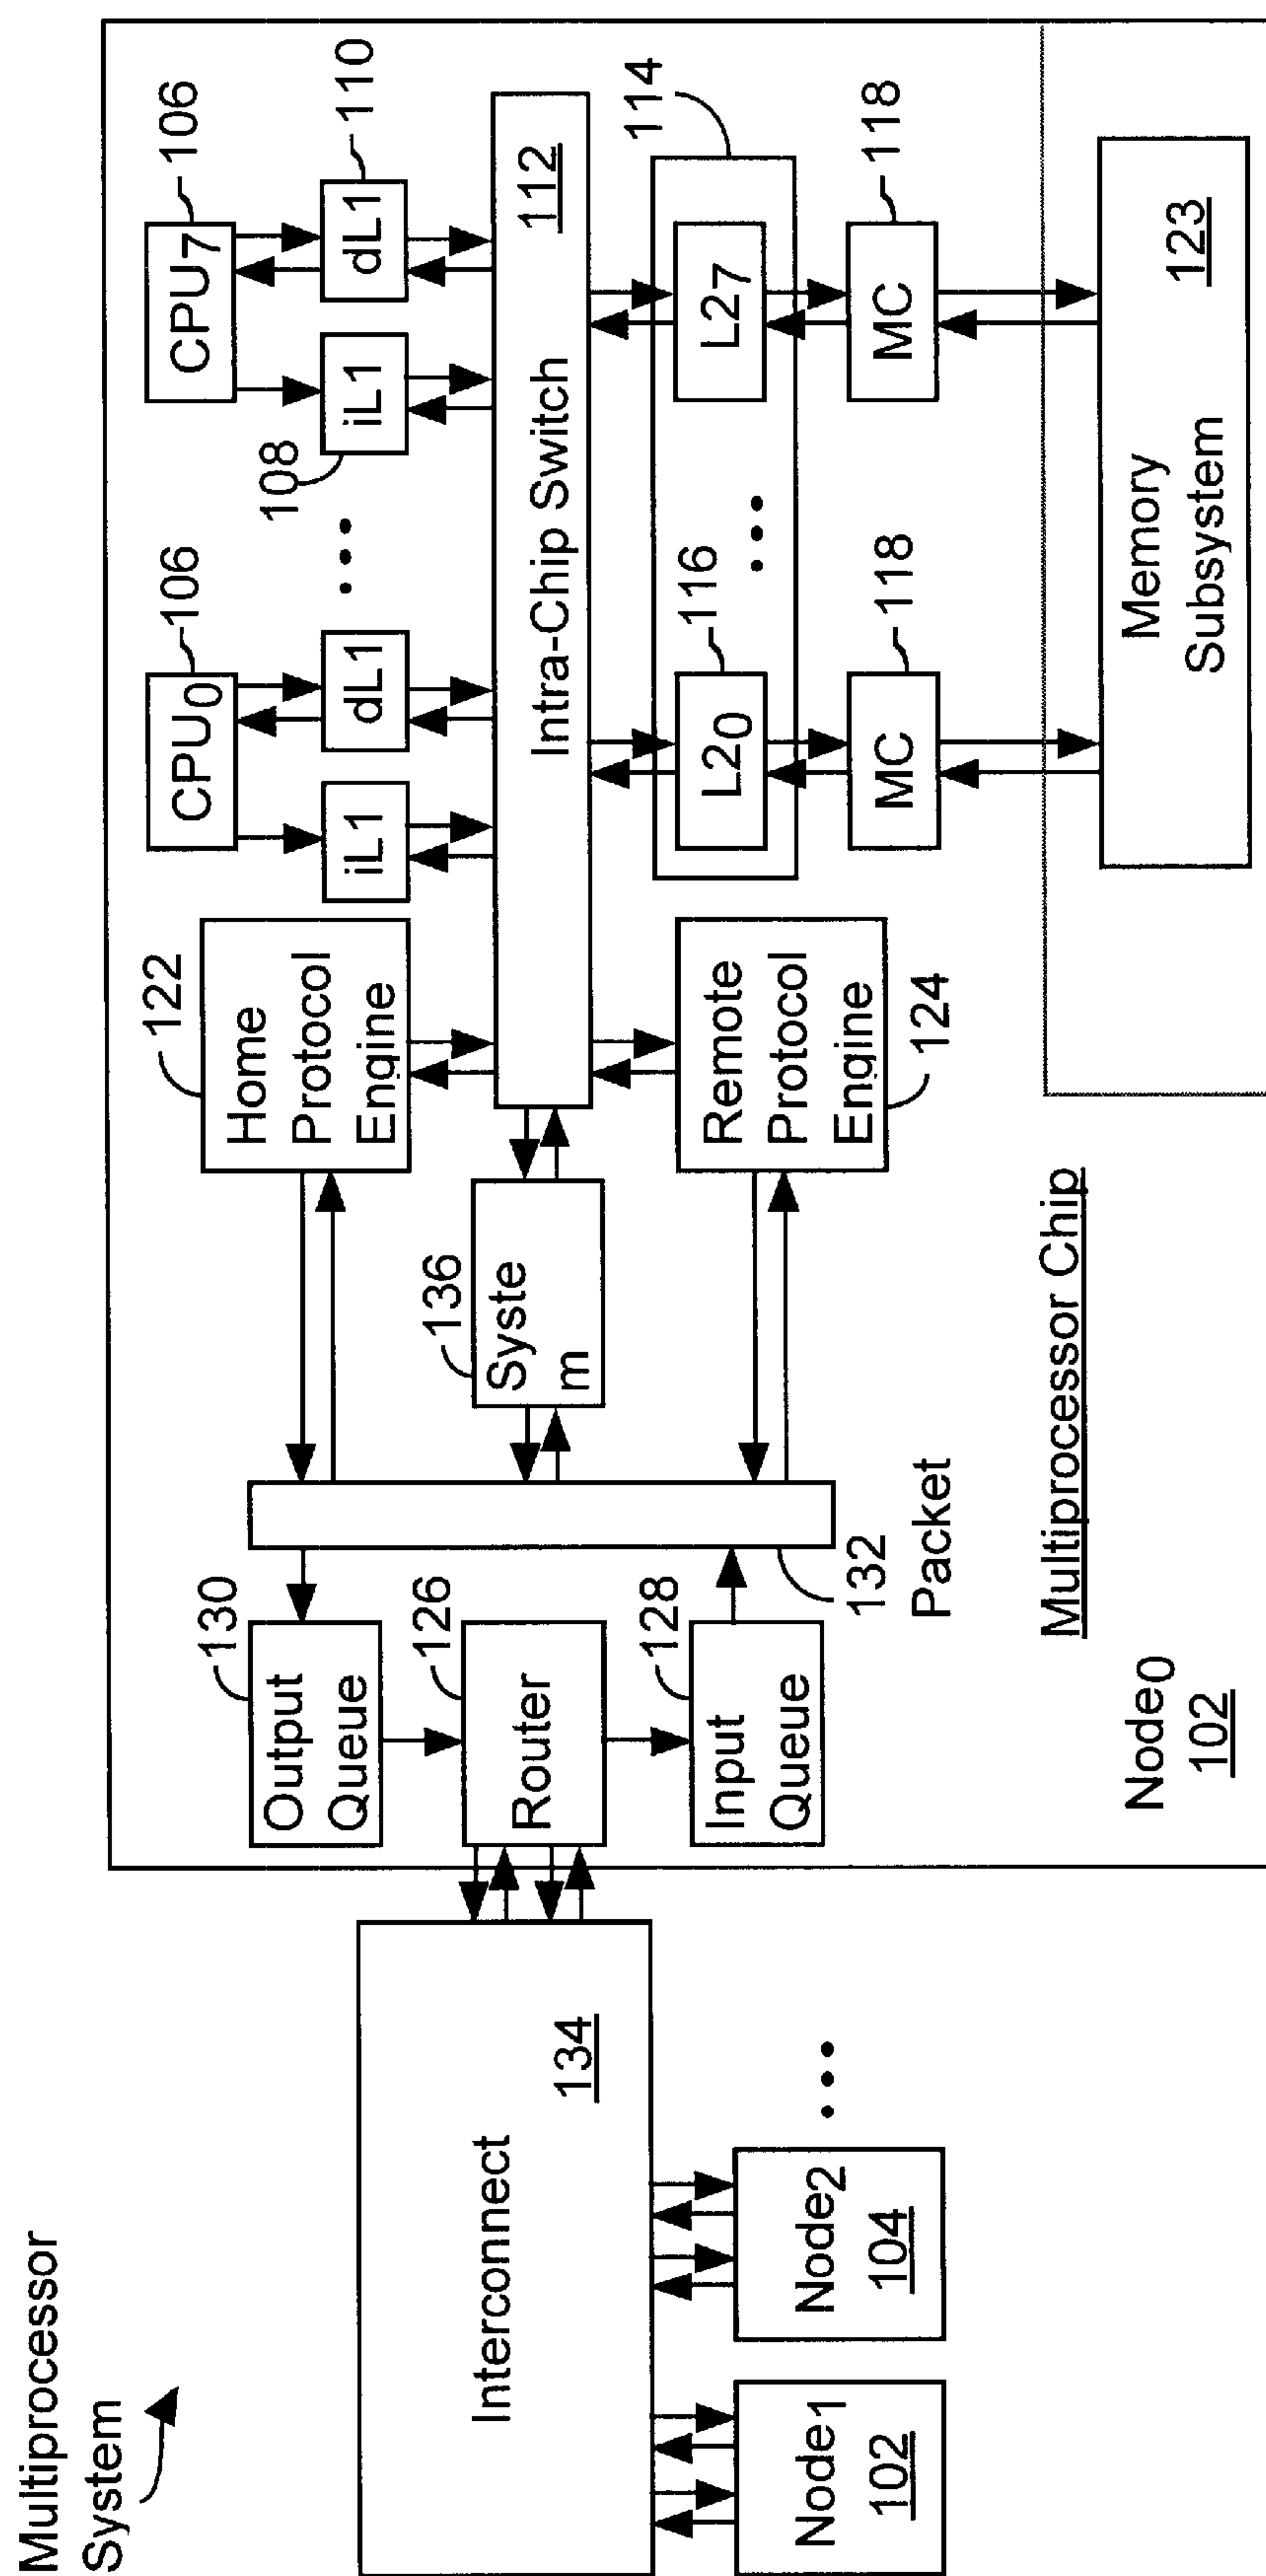 Multiprocessor
System
Interconnect
134
Node1
102
Node2
104
...
Output
Queue
130
Router
126
Input
Queue
128
132
Packet
Syste
m
136
Home
Protocol
Engine
122
Remote
Protocol
Engine
124
CPU0
106
iL1
dL1
...
CPU7
106
iL1
108
dL1
110
Intra-Chip Switch
112
L20
116
...
L27
114
MC
118
MC
118
Memory
Subsystem
123
Multiprocessor Chip
Node0
102